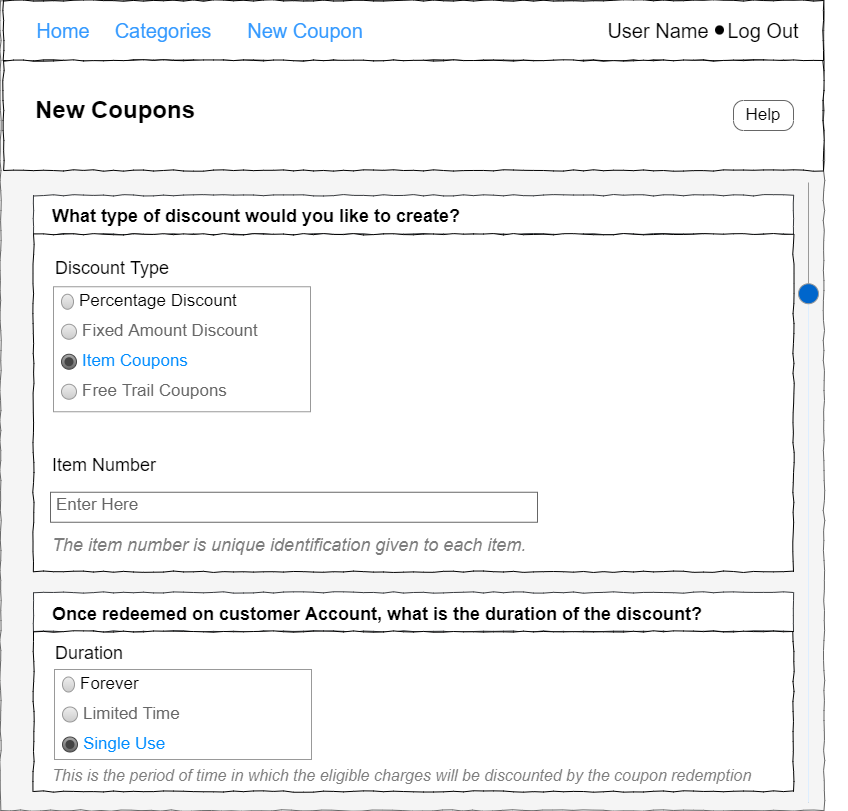 Home Categories New Coupon User Name ●Log Out
New Coupons
Help
What type of discount would you like to create?
Discount Type
Percentage Discount
Fixed Amount Discount
Item Coupons
Free Trail Coupons
Item Number
Enter Here
The item number is unique identification given to each item.
Once redeemed on customer Account, what is the duration of the discount?
Duration
Forever
Limited Time
Single Use
This is the period of time in which the eligible charges will be discounted by the coupon redemption